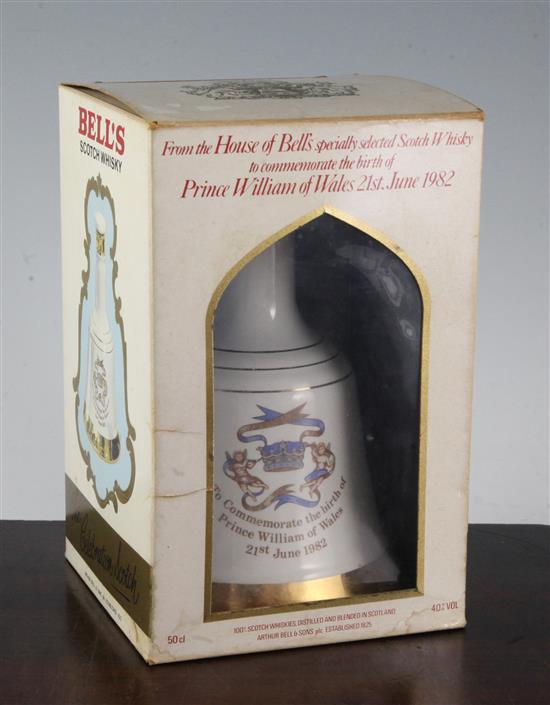 BELL'S
SCOTCH WHISKY
From the House of Bell's specially selected Scotch Whisky
to commemorate the birth of
Prince William of Wales 21st. June 1982
To Commemorate the birth of
Prince William of Wales
21st June 1982
Celebration Scotch
50cl
100% SCOTCH WHISKIES, DISTILLED AND BLENDED IN SCOTLAND
ARTHUR BELL & SONS plc ESTABLISHED 1825
40% VOL